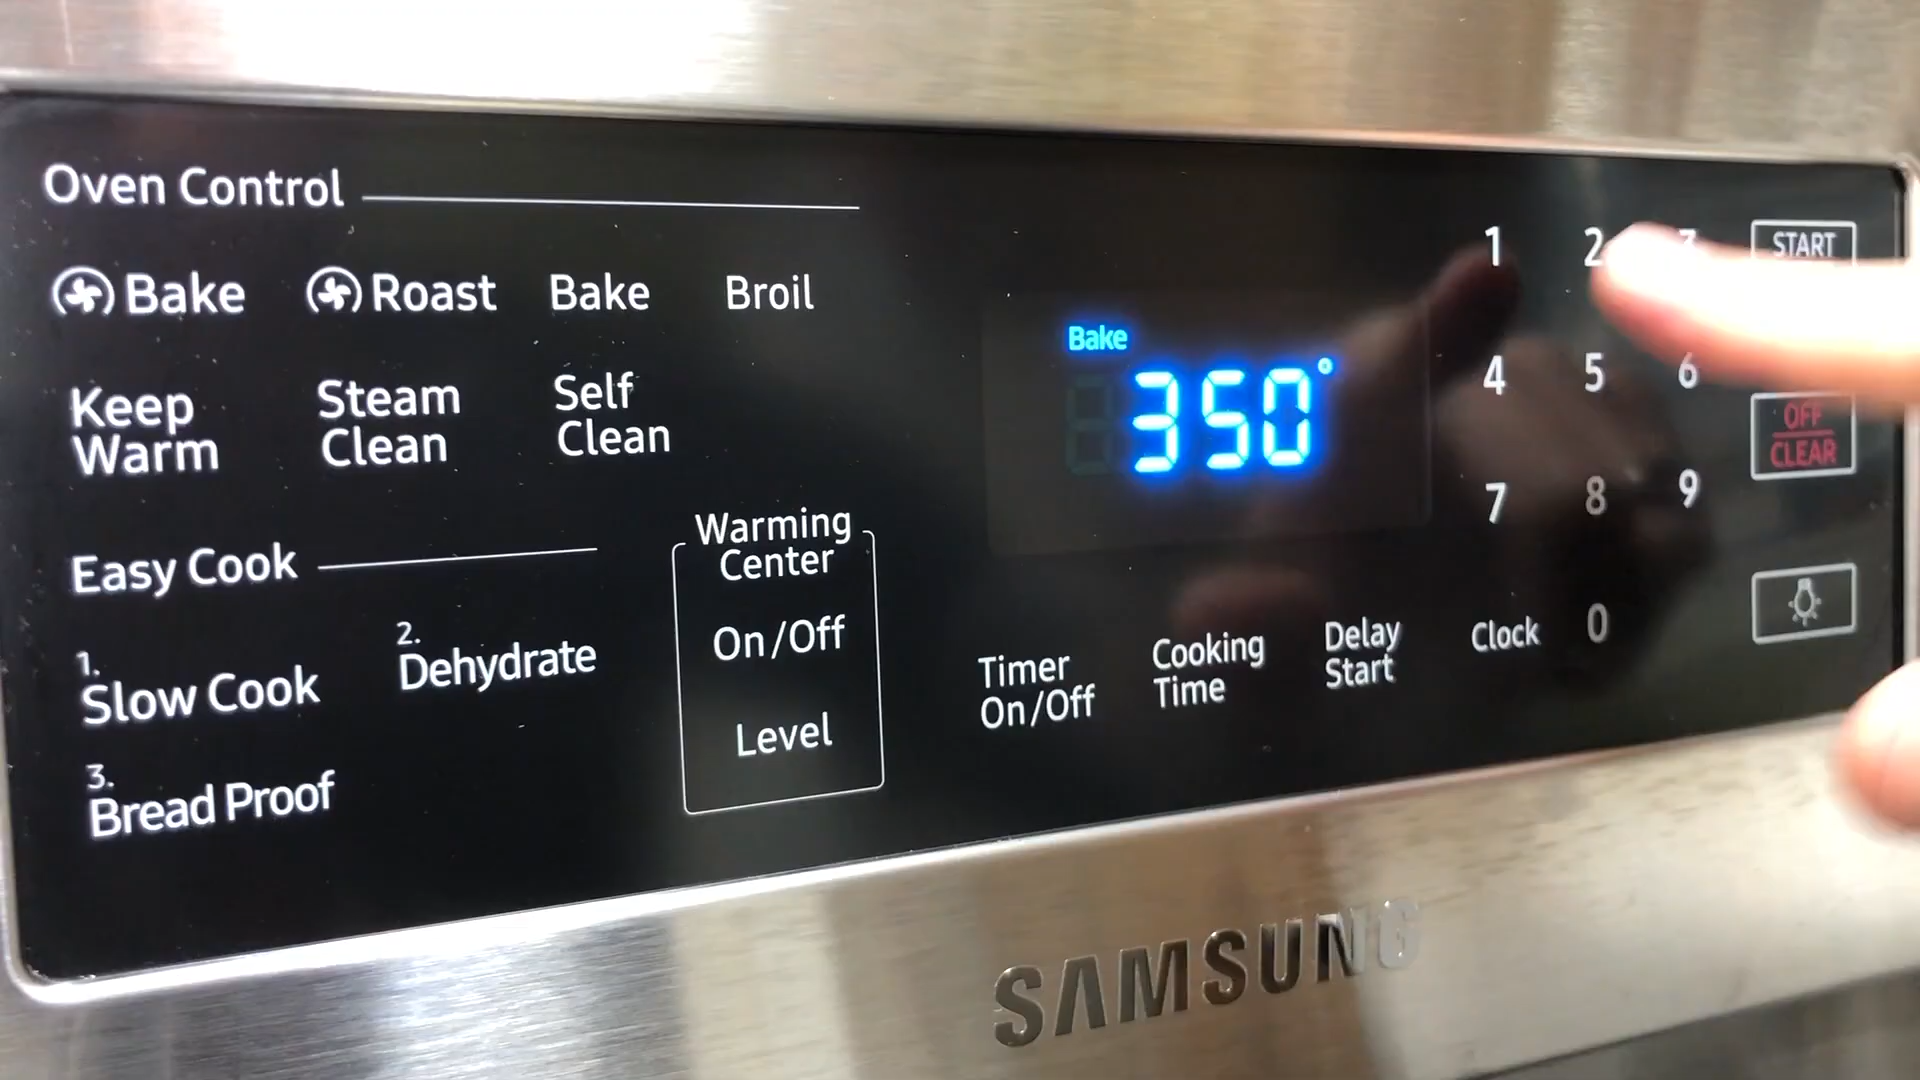 Oven Control
Bake
Roast
Bake
Broil
Keep
Warm
Steam
Clean
Self
Clean
Easy Cook
1.
Slow Cook
2.
Dehydrate
3.
Bread Proof
Warming
Center
On/Off
Level
Bake
350°
Timer
On/Off
Cooking
Time
Delay
Start
Clock
1 2 3
4 5 6
7 8 9
0
START
OFF
CLEAR
SAMSUNG